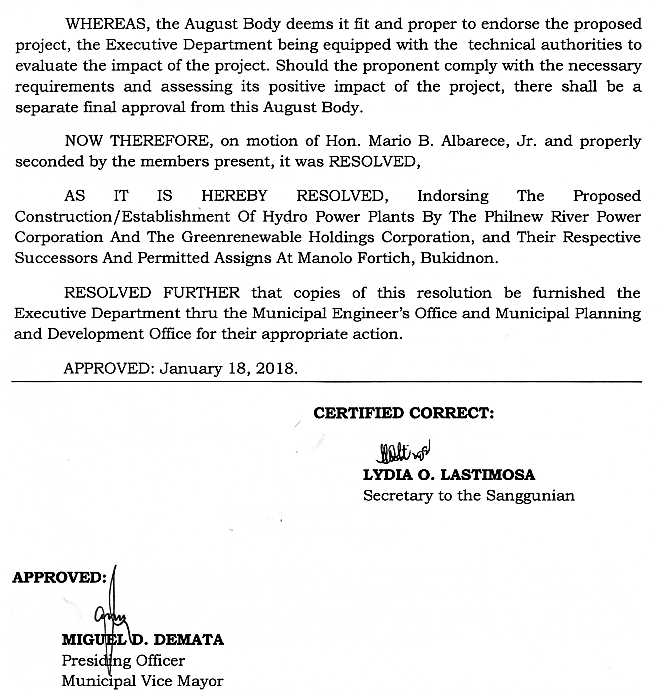 WHEREAS, the August Body deems it fit and proper to endorse the proposed
project, the Executive Department being equipped with the technical authorities to
evaluate the impact of the project. Should the proponent comply with the necessary
requirements and assessing its positive impact of the project, there shall be a
separate final approval from this August Body.
NOW THEREFORE, on motion of Hon. Mario B. Albarece, Jr. and properly
seconded by the members present, it was RESOLVED,
AS IT IS HEREBY RESOLVED, Indorsing The Proposed
Construction/Establishment Of Hydro Power Plants By The Philnew River Power
Corporation And The Greenrenewable Holdings Corporation, and Their Respective
Successors And Permitted Assigns At Manolo Fortich, Bukidnon.
RESOLVED FURTHER that copies of this resolution be furnished the
Executive Department thru the Municipal Engineer's Office and Municipal Planning
and Development Office for their appropriate action.
APPROVED: January 18, 2018.
CERTIFIED CORRECT:
LYDIA O. LASTIMOSA
Secretary to the Sanggunian
APPROVED:
MIGUEL D. DEMATA
Presiding Officer
Municipal Vice Mayor